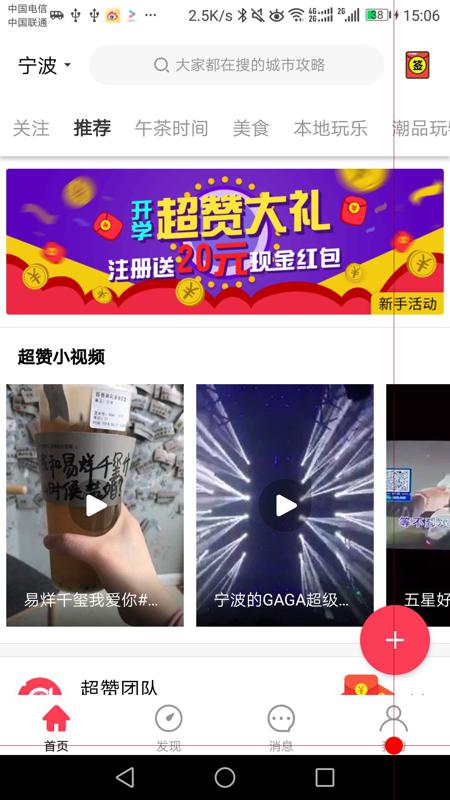 中国电信
中国联通
2.5K/s
4G
2G
2G
38
15:06
宁波
大家都在搜的城市攻略
签
关注
推荐
午茶时间
美食
本地玩乐
潮品玩
开学
超赞大礼
注册送20元现金红包
新手活动
超赞小视频
易烊千玺我爱你#...
宁波的GAGA超级...
五星好
超赞团队
首页
发现
消息